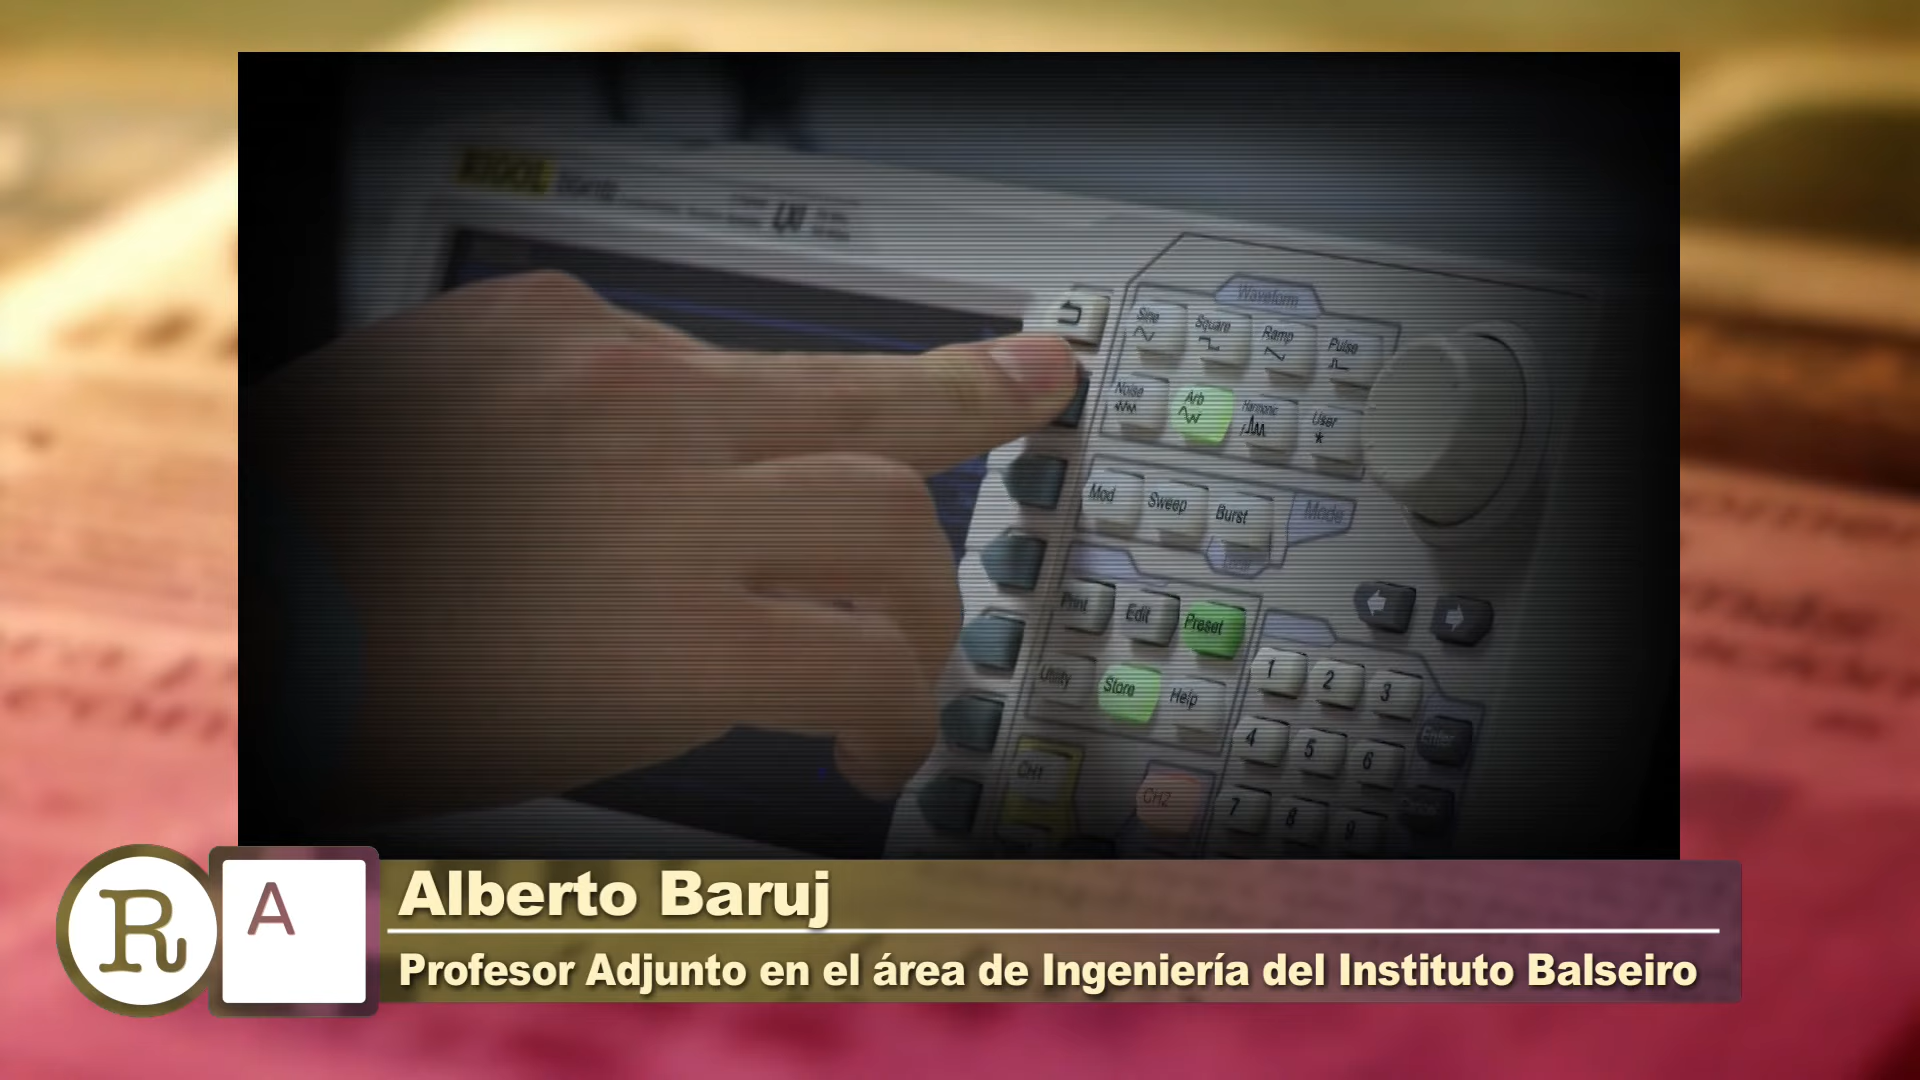 RIGOL
LXI
Waveform
Sine
Square
Ramp
Pulse
Noise
Arb
Harmonic
User
Mod
Sweep
Burst
Mode
Print
Edit
Preset
Utility
Store
Help
1
2
3
4
5
6
Enter
7
8
9
CH1
CH2
R
A
Alberto Baruj
Profesor Adjunto en el área de Ingeniería del Instituto Balseiro